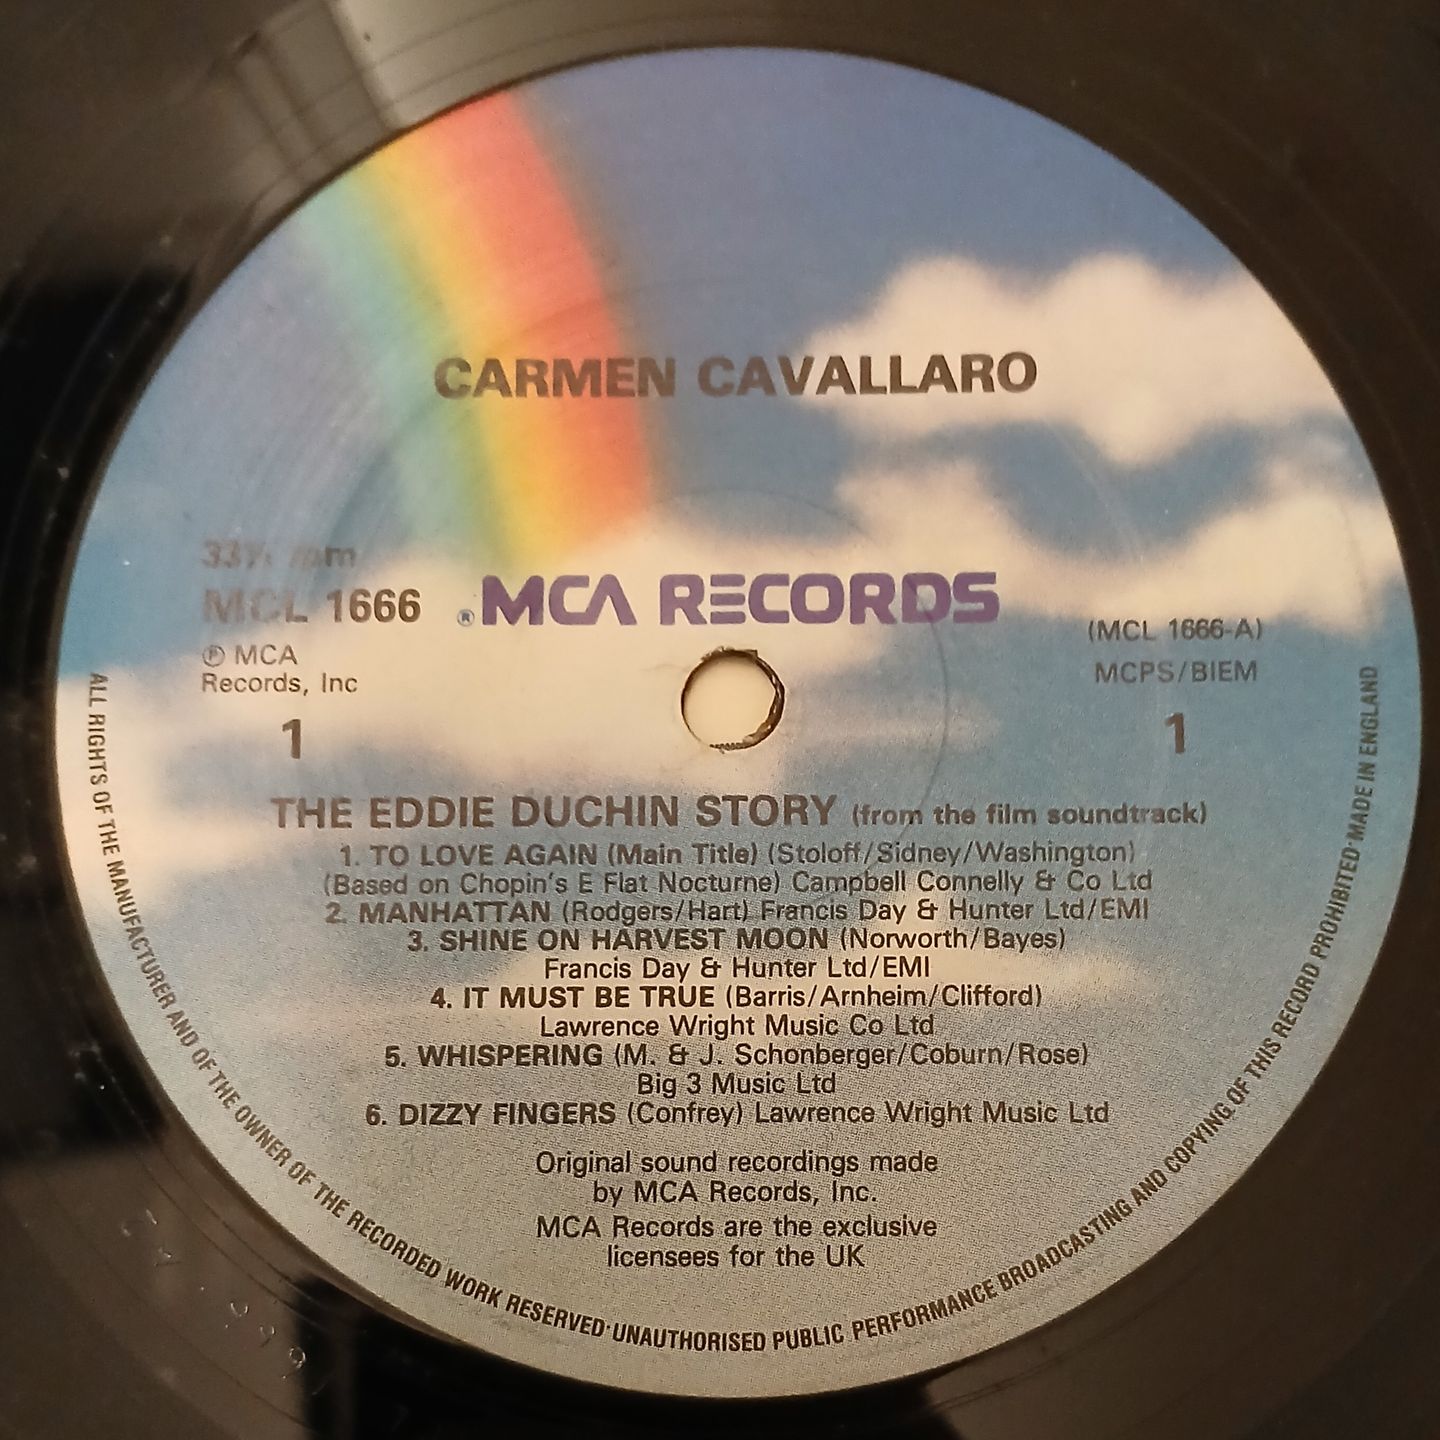 CARMEN CAVALLARO
33⅓ rpm
MCL 1666
® MCA RECORDS
(MCL 1666-A)
℗ MCA
Records, Inc
MCPS/BIEM
1
1
THE EDDIE DUCHIN STORY (from the film soundtrack)
1. TO LOVE AGAIN (Main Title) (Stoloff/Sidney/Washington)
(Based on Chopin's E Flat Nocturne) Campbell Connelly & Co Ltd
2. MANHATTAN (Rodgers/Hart) Francis Day & Hunter Ltd/EMI
3. SHINE ON HARVEST MOON (Norworth/Bayes)
Francis Day & Hunter Ltd/EMI
4. IT MUST BE TRUE (Barris/Arnheim/Clifford)
Lawrence Wright Music Co Ltd
5. WHISPERING (M. & J. Schonberger/Coburn/Rose)
Big 3 Music Ltd
6. DIZZY FINGERS (Confrey) Lawrence Wright Music Ltd
Original sound recordings made
by MCA Records, Inc.
MCA Records are the exclusive
licensees for the UK
ALL RIGHTS OF THE MANUFACTURER AND OF THE OWNER OF THE RECORDED WORK RESERVED·UNAUTHORISED PUBLIC PERFORMANCE BROADCASTING AND COPYING OF THIS RECORD PROHIBITED·MADE IN ENGLAND